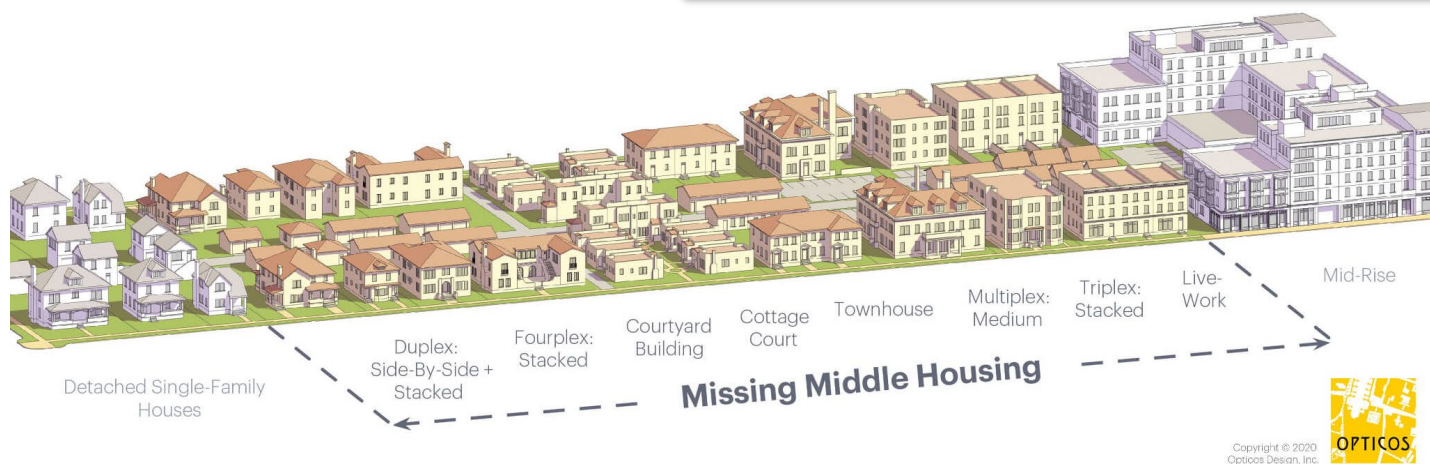 Detached Single-Family
Houses
Duplex:
Side-By-Side +
Stacked
Fourplex:
Stacked
Courtyard
Building
Cottage
Court
Townhouse
Multiplex:
Medium
Triplex:
Stacked
Live-
Work
Mid-Rise
Missing Middle Housing
Copyright © 2020
Opticos Design, Inc.
OPTICOS